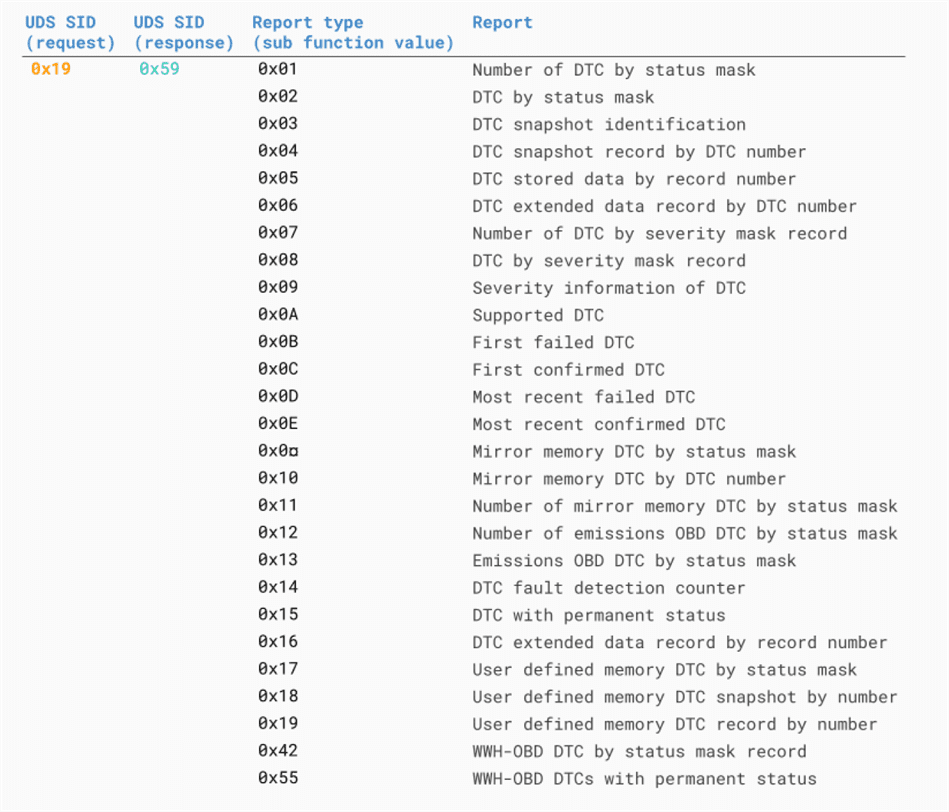 UDS SID UDS SID Report type Report
(request) (response) (sub function value)
0x19 0x59 0x01 Number of DTC by status mask
0x02 DTC by status mask
0x03 DTC snapshot identification
0x04 DTC snapshot record by DTC number
0x05 DTC stored data by record number
0x06 DTC extended data record by DTC number
0x07 Number of DTC by severity mask record
0x08 DTC by severity mask record
0x09 Severity information of DTC
0x0A Supported DTC
0x0B First failed DTC
0x0C First confirmed DTC
0x0D Most recent failed DTC
0x0E Most recent confirmed DTC
0x0¤ Mirror memory DTC by status mask
0x10 Mirror memory DTC by DTC number
0x11 Number of mirror memory DTC by status mask
0x12 Number of emissions OBD DTC by status mask
0x13 Emissions OBD DTC by status mask
0x14 DTC fault detection counter
0x15 DTC with permanent status
0x16 DTC extended data record by record number
0x17 User defined memory DTC by status mask
0x18 User defined memory DTC snapshot by number
0x19 User defined memory DTC record by number
0x42 WWH-OBD DTC by status mask record
0x55 WWH-OBD DTCs with permanent status